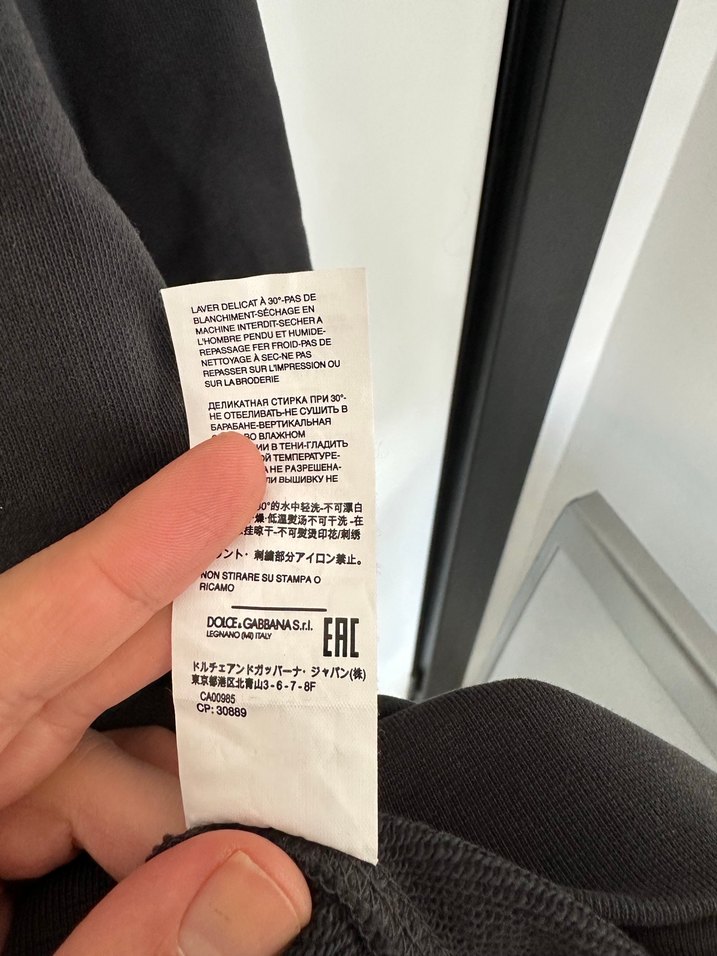 LAVER DELICAT À 30°-PAS DE
BLANCHIMENT-SÉCHAGE EN
MACHINE INTERDIT-SECHER A
L'HOMBRE PENDU ET HUMIDE-
REPASSAGE FER FROID-PAS DE
NETTOYAGE À SEC-NE PAS
REPASSER SUR L'IMPRESSION OU
SUR LA BRODERIE
ДЕЛИКАТНАЯ СТИРКА ПРИ 30°-
НЕ ОТБЕЛИВАТЬ-НЕ СУШИТЬ В
БАРАБАНЕ-ВЕРТИКАЛЬНАЯ
ВО ВЛАЖНОМ
В ТЕНИ-ГЛАДИТЬ
ТЕМПЕРАТУРЕ-
НЕ РАЗРЕШЕНА-
ВЫШИВКУ НЕ
的水中轻洗-不可漂白
低温熨汤不可干洗-在
晾干-不可熨烫印花/刺绣
ント・刺繍部分アイロン禁止。
NON STIRARE SU STAMPA O
RICAMO
DOLCE & GABBANA S.r.l.
LEGNANO (MI) ITALY
EAC
ドルチェアンドガッバーナ・ジャパン(株)
東京都港区北青山3-6-7-8F
CA00985
CP: 30889